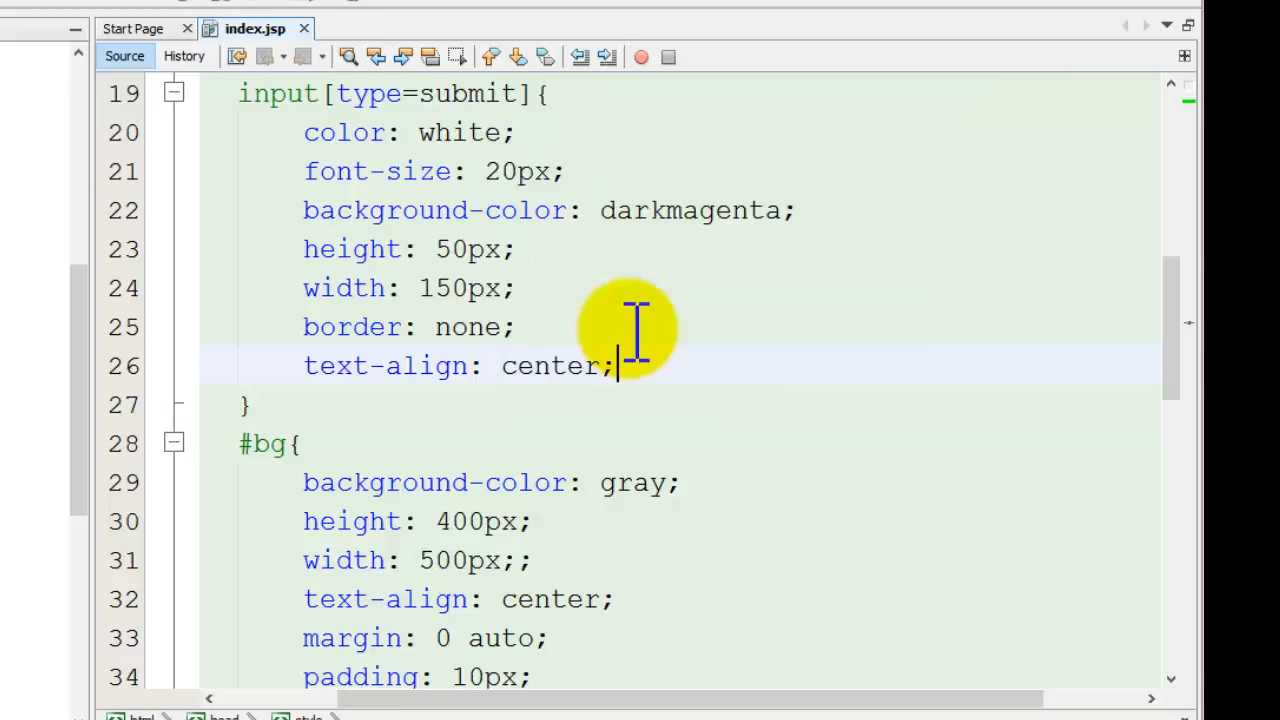 Start Page
index.jsp
Source
History
19 input[type=submit]{
20 color: white;
21 font-size: 20px;
22 background-color: darkmagenta;
23 height: 50px;
24 width: 150px;
25 border: none;
26 text-align: center;
27 }
28 #bg{
29 background-color: gray;
30 height: 400px;
31 width: 500px;;
32 text-align: center;
33 margin: 0 auto;
34 padding: 10px;
html
head
style